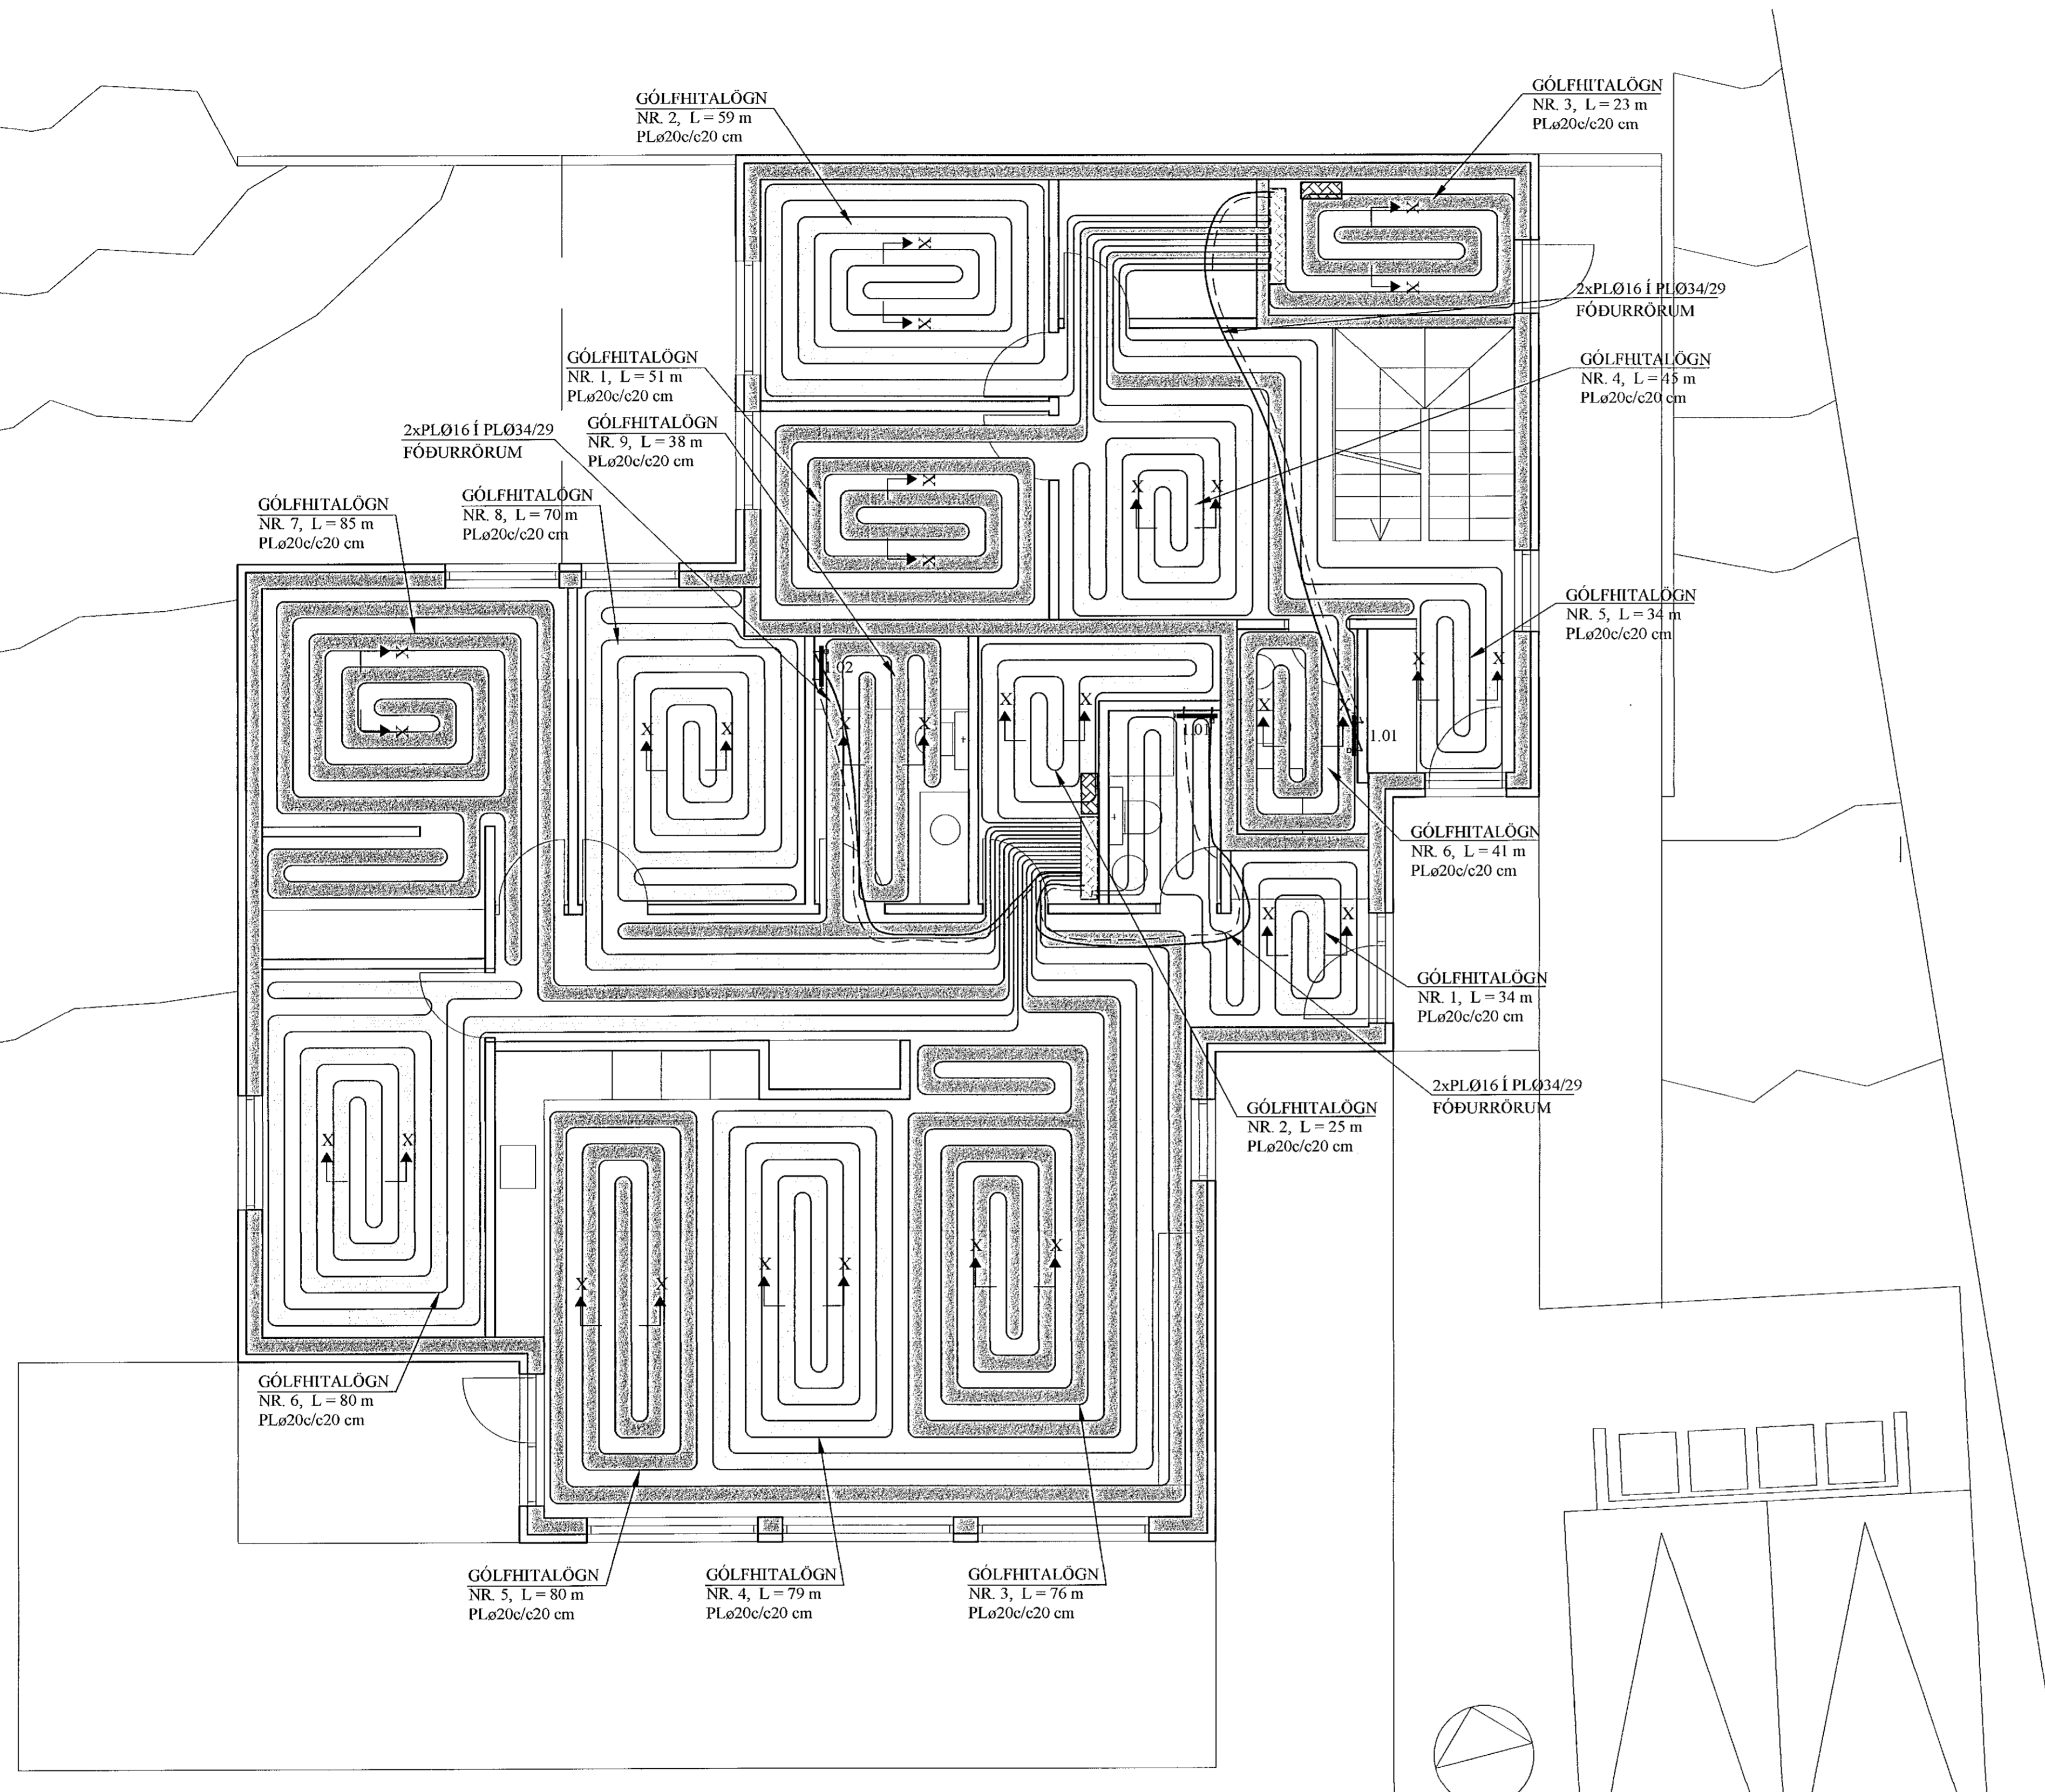 GÓLFHITALÖGN
NR. 3, L = 23 m
PLø20c/c20 cm
GÓLFHITALÖGN
NR. 2, L = 59 m
PLø20c/c20 cm
X
X
X
X
2xPLØ16 Í PLØ34/29
FÓÐURRÖRUM
GÓLFHITALÖGN
NR. 1, L = 51 m
PLø20c/c20 cm
GÓLFHITALÖGN
NR. 4, L = 45 m
PLø20c/c20 cm
2xPLØ16 Í PLØ34/29
FÓÐURRÖRUM
GÓLFHITALÖGN
NR. 9, L = 38 m
PLø20c/c20 cm
X
X
X
X
GÓLFHITALÖGN
NR. 7, L = 85 m
PLø20c/c20 cm
GÓLFHITALÖGN
NR. 8, L = 70 m
PLø20c/c20 cm
GÓLFHITALÖGN
NR. 5, L = 34 m
PLø20c/c20 cm
X
X
1.02
X
X
X
X
X
X
X
X
X
X
X
X
1.01
1.01
GÓLFHITALÖGN
NR. 6, L = 41 m
PLø20c/c20 cm
X
X
GÓLFHITALÖGN
NR. 1, L = 34 m
PLø20c/c20 cm
2xPLØ16 Í PLØ34/29
FÓÐURRÖRUM
GÓLFHITALÖGN
NR. 2, L = 25 m
PLø20c/c20 cm
X
X
X
X
X
X
X
X
GÓLFHITALÖGN
NR. 6, L = 80 m
PLø20c/c20 cm
GÓLFHITALÖGN
NR. 5, L = 80 m
PLø20c/c20 cm
GÓLFHITALÖGN
NR. 4, L = 79 m
PLø20c/c20 cm
GÓLFHITALÖGN
NR. 3, L = 76 m
PLø20c/c20 cm